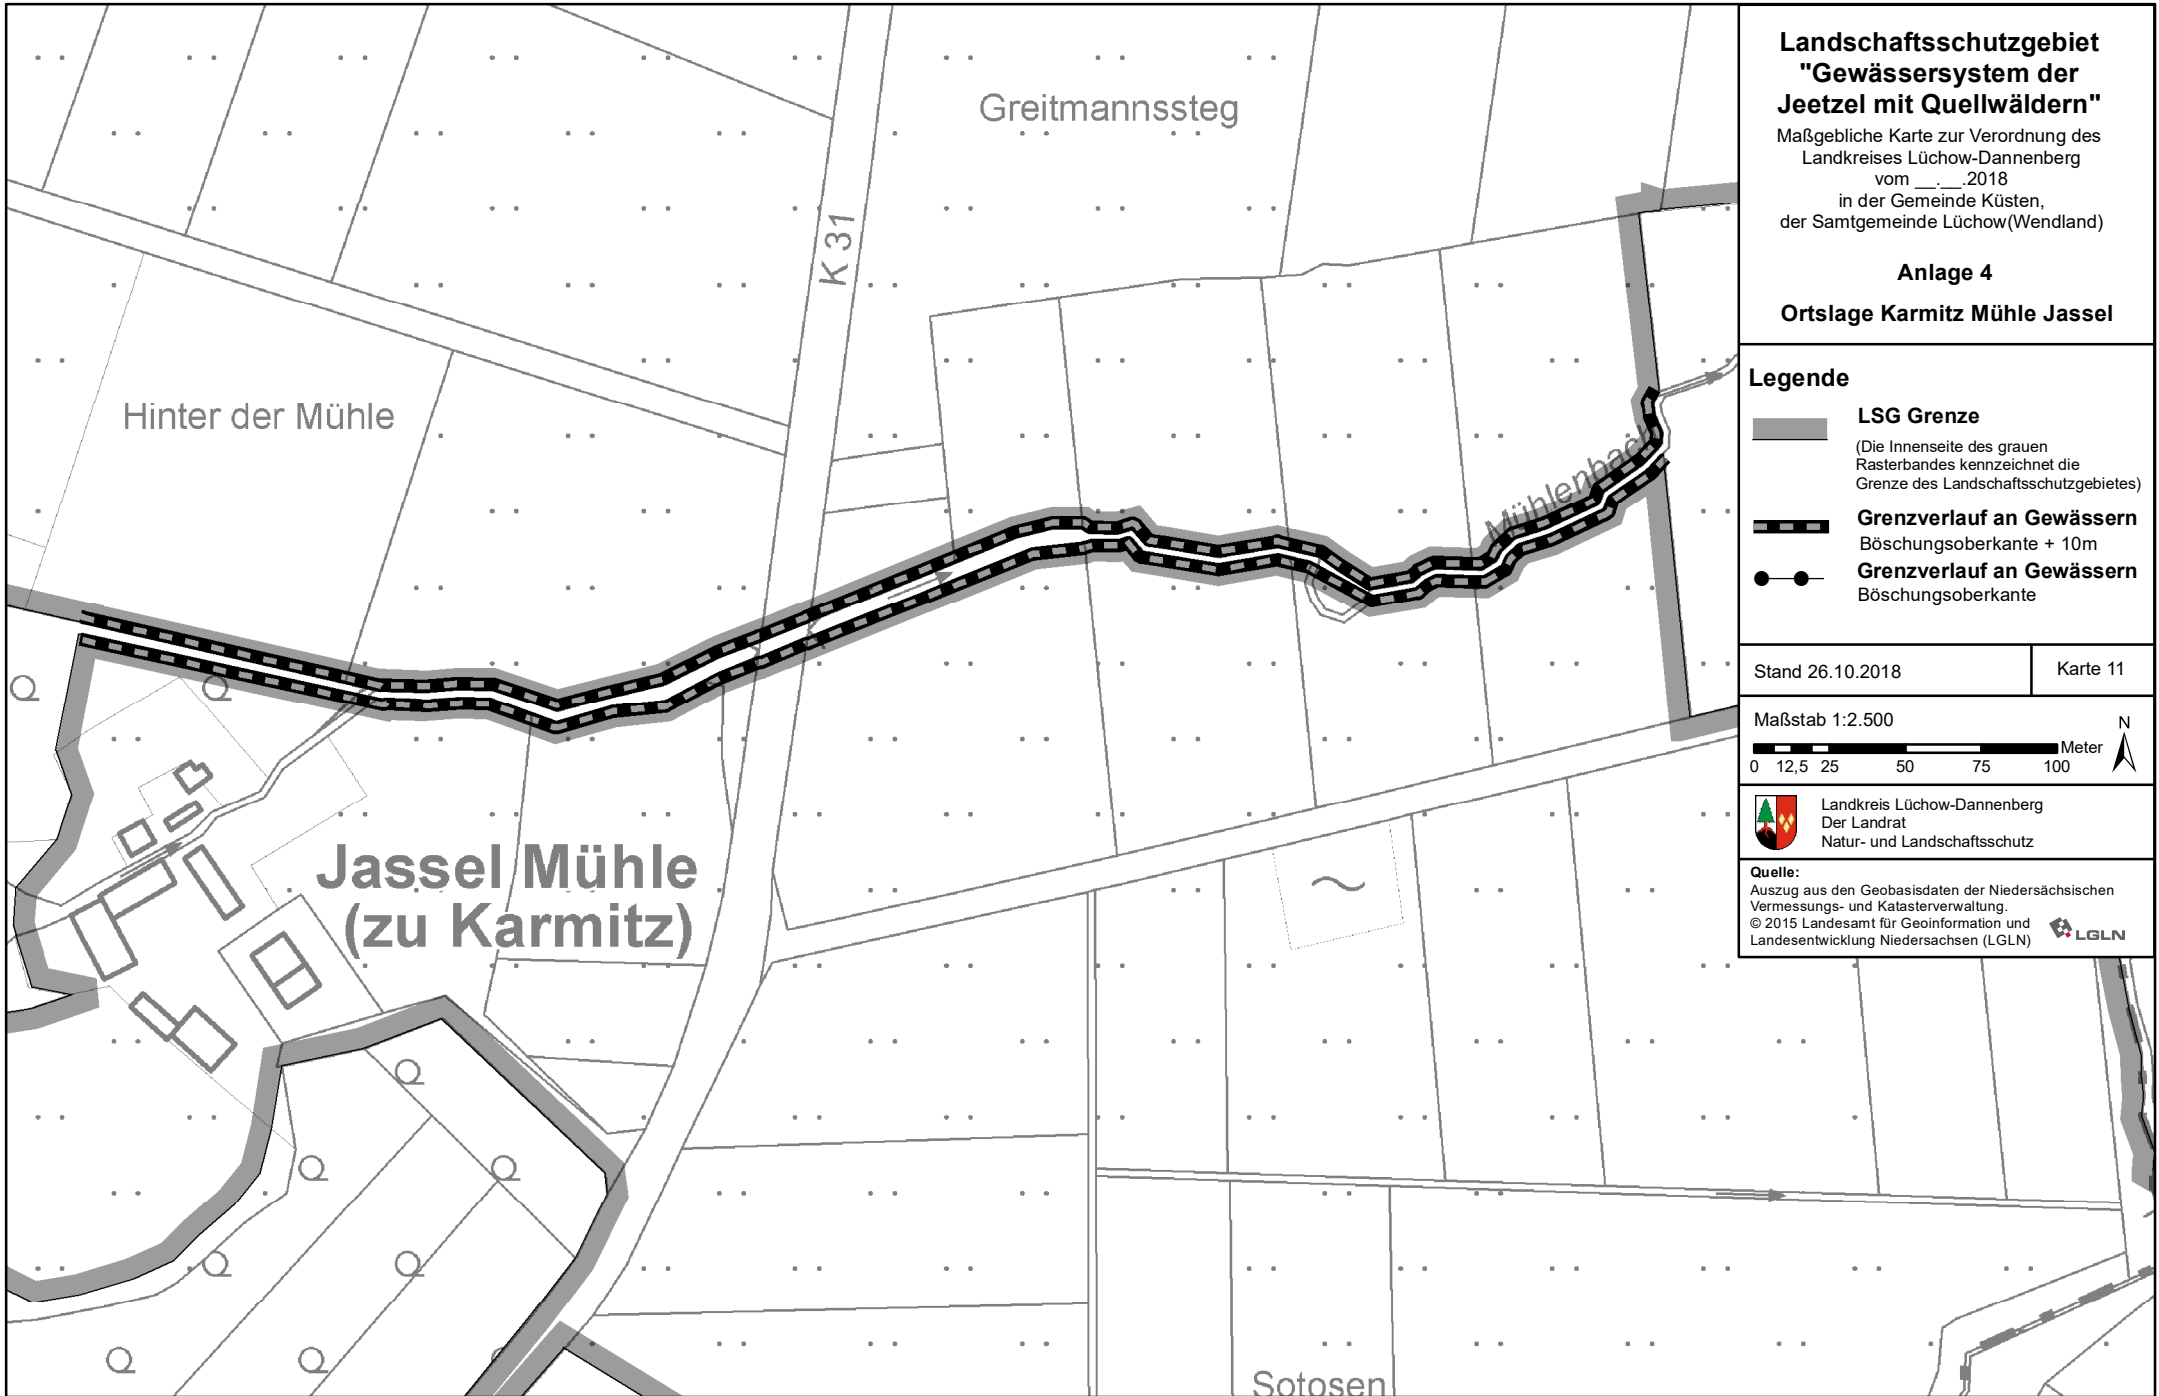 Greitmannssteg
K 31
Hinter der Mühle
Mühlenbach
Jassel Mühle
(zu Karmitz)
Sotosen
Landschaftsschutzgebiet
"Gewässersystem der
Jeetzel mit Quellwäldern"
Maßgebliche Karte zur Verordnung des
Landkreises Lüchow-Dannenberg
vom __.__.2018
in der Gemeinde Küsten,
der Samtgemeinde Lüchow(Wendland)
Anlage 4
Ortslage Karmitz Mühle Jassel
Legende
LSG Grenze
(Die Innenseite des grauen
Rasterbandes kennzeichnet die
Grenze des Landschaftsschutzgebietes)
Grenzverlauf an Gewässern
Böschungsoberkante + 10m
Grenzverlauf an Gewässern
Böschungsoberkante
Stand 26.10.2018
Karte 11
Maßstab 1:2.500
N
Meter
0 12,5 25 50 75 100
Landkreis Lüchow-Dannenberg
Der Landrat
Natur- und Landschaftsschutz
Quelle:
Auszug aus den Geobasisdaten der Niedersächsischen
Vermessungs- und Katasterverwaltung.
© 2015 Landesamt für Geoinformation und
Landesentwicklung Niedersachsen (LGLN)
LGLN